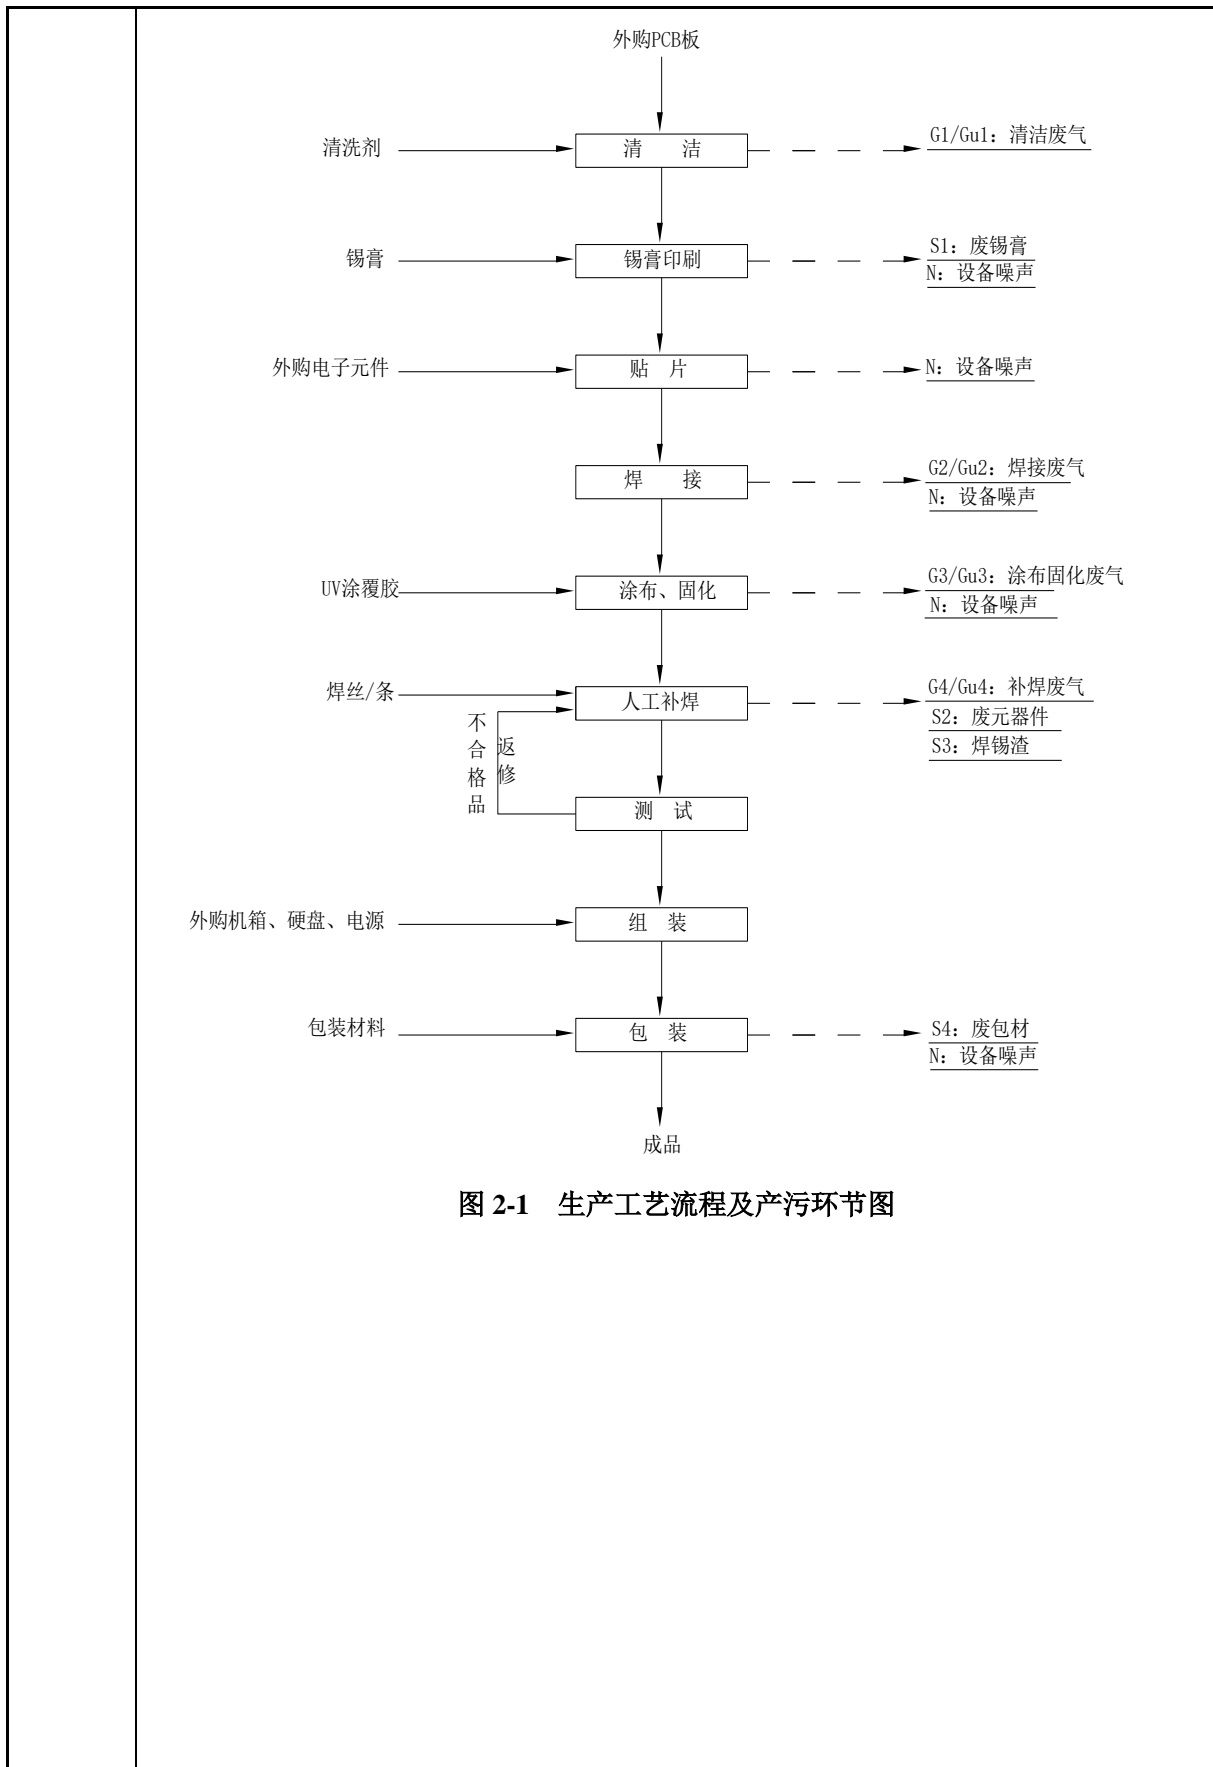 外购PCB板
清洗剂
清 洁
G1/Gu1：清洁废气
锡膏
锡膏印刷
S1：废锡膏
N：设备噪声
外购电子元件
贴 片
N：设备噪声
焊 接
G2/Gu2：焊接废气
N：设备噪声
UV涂覆胶
涂布、固化
G3/Gu3：涂布固化废气
N：设备噪声
焊丝/条
人工补焊
G4/Gu4：补焊废气
S2：废元器件
S3：焊锡渣
不合格品
返修
测 试
外购机箱、硬盘、电源
组 装
包装材料
包 装
S4：废包材
N：设备噪声
成品
图 2-1 生产工艺流程及产污环节图